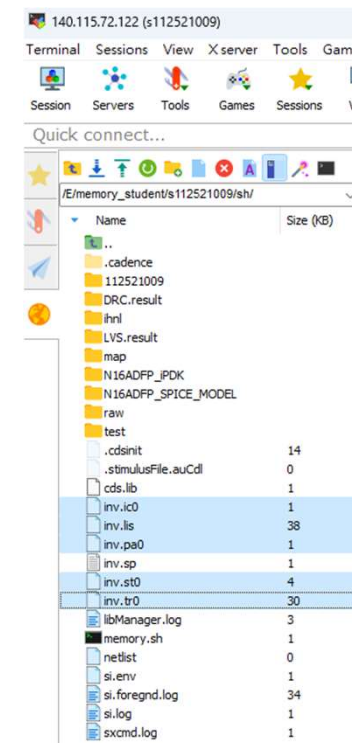 140.115.72.122 (s112521009)
Terminal Sessions View X server Tools Gam
Session Servers Tools Games Sessions
Quick connect...
/E/memory_student/s112521009/sh/
Name Size (KB)
..
.cadence
112521009
DRC.result
ihnl
LVS.result
map
N16ADFP_iPDK
N16ADFP_SPICE_MODEL
raw
test
.cdsinit 14
.stimulusFile.auCdl 0
cds.lib 1
inv.ic0 1
inv.lis 38
inv.pa0 1
inv.sp 1
inv.st0 4
inv.tr0 30
libManager.log 3
memory.sh 1
netlist 0
si.env 1
si.foregnd.log 34
si.log 1
sxcmd.log 1